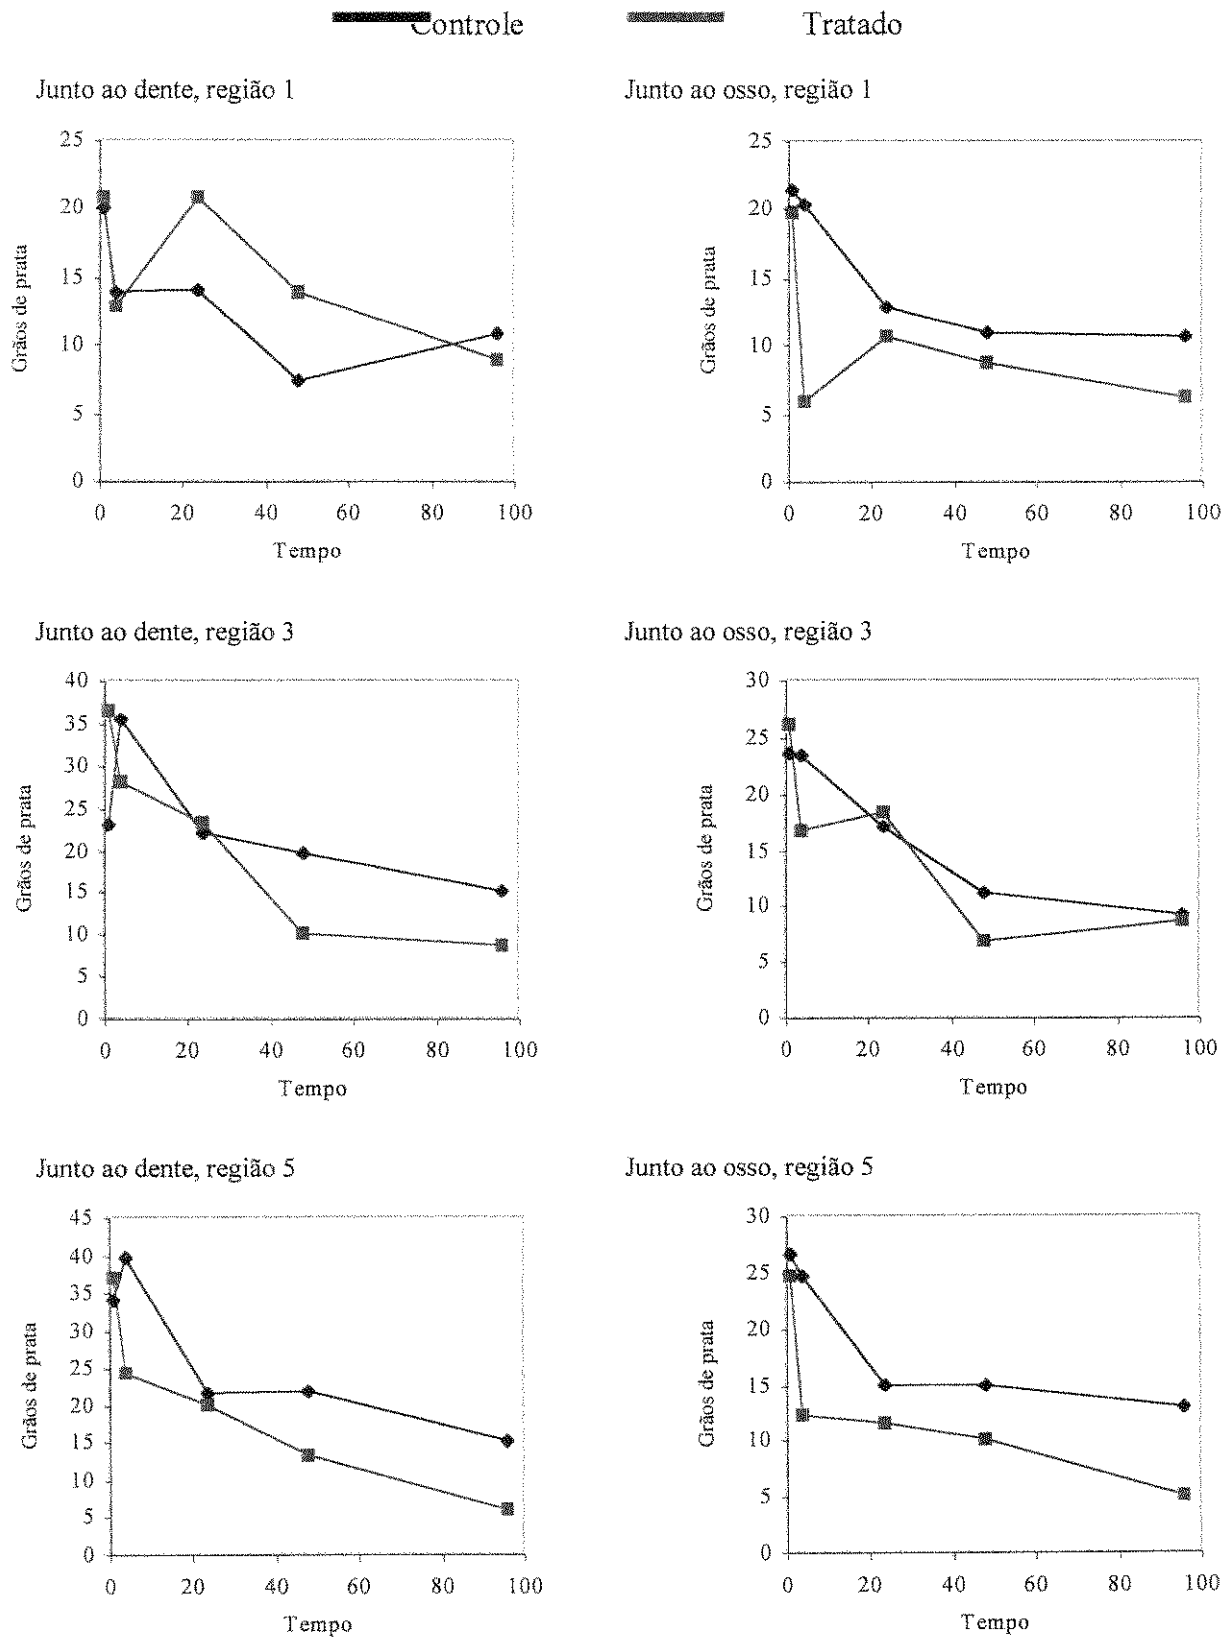 Controle Tratado
Junto ao dente, região 1
Grãos de prata
25
20
15
10
5
0
0 20 40 60 80 100
Tempo
Junto ao osso, região 1
Grãos de prata
25
20
15
10
5
0
0 20 40 60 80 100
Tempo
Junto ao dente, região 3
Grãos de prata
40
35
30
25
20
15
10
5
0
0 20 40 60 80 100
Tempo
Junto ao osso, região 3
Grãos de prata
30
25
20
15
10
5
0
0 20 40 60 80 100
Tempo
Junto ao dente, região 5
Grãos de prata
45
40
35
30
25
20
15
10
5
0
0 20 40 60 80 100
Tempo
Junto ao osso, região 5
Grãos de prata
30
25
20
15
10
5
0
0 20 40 60 80 100
Tempo